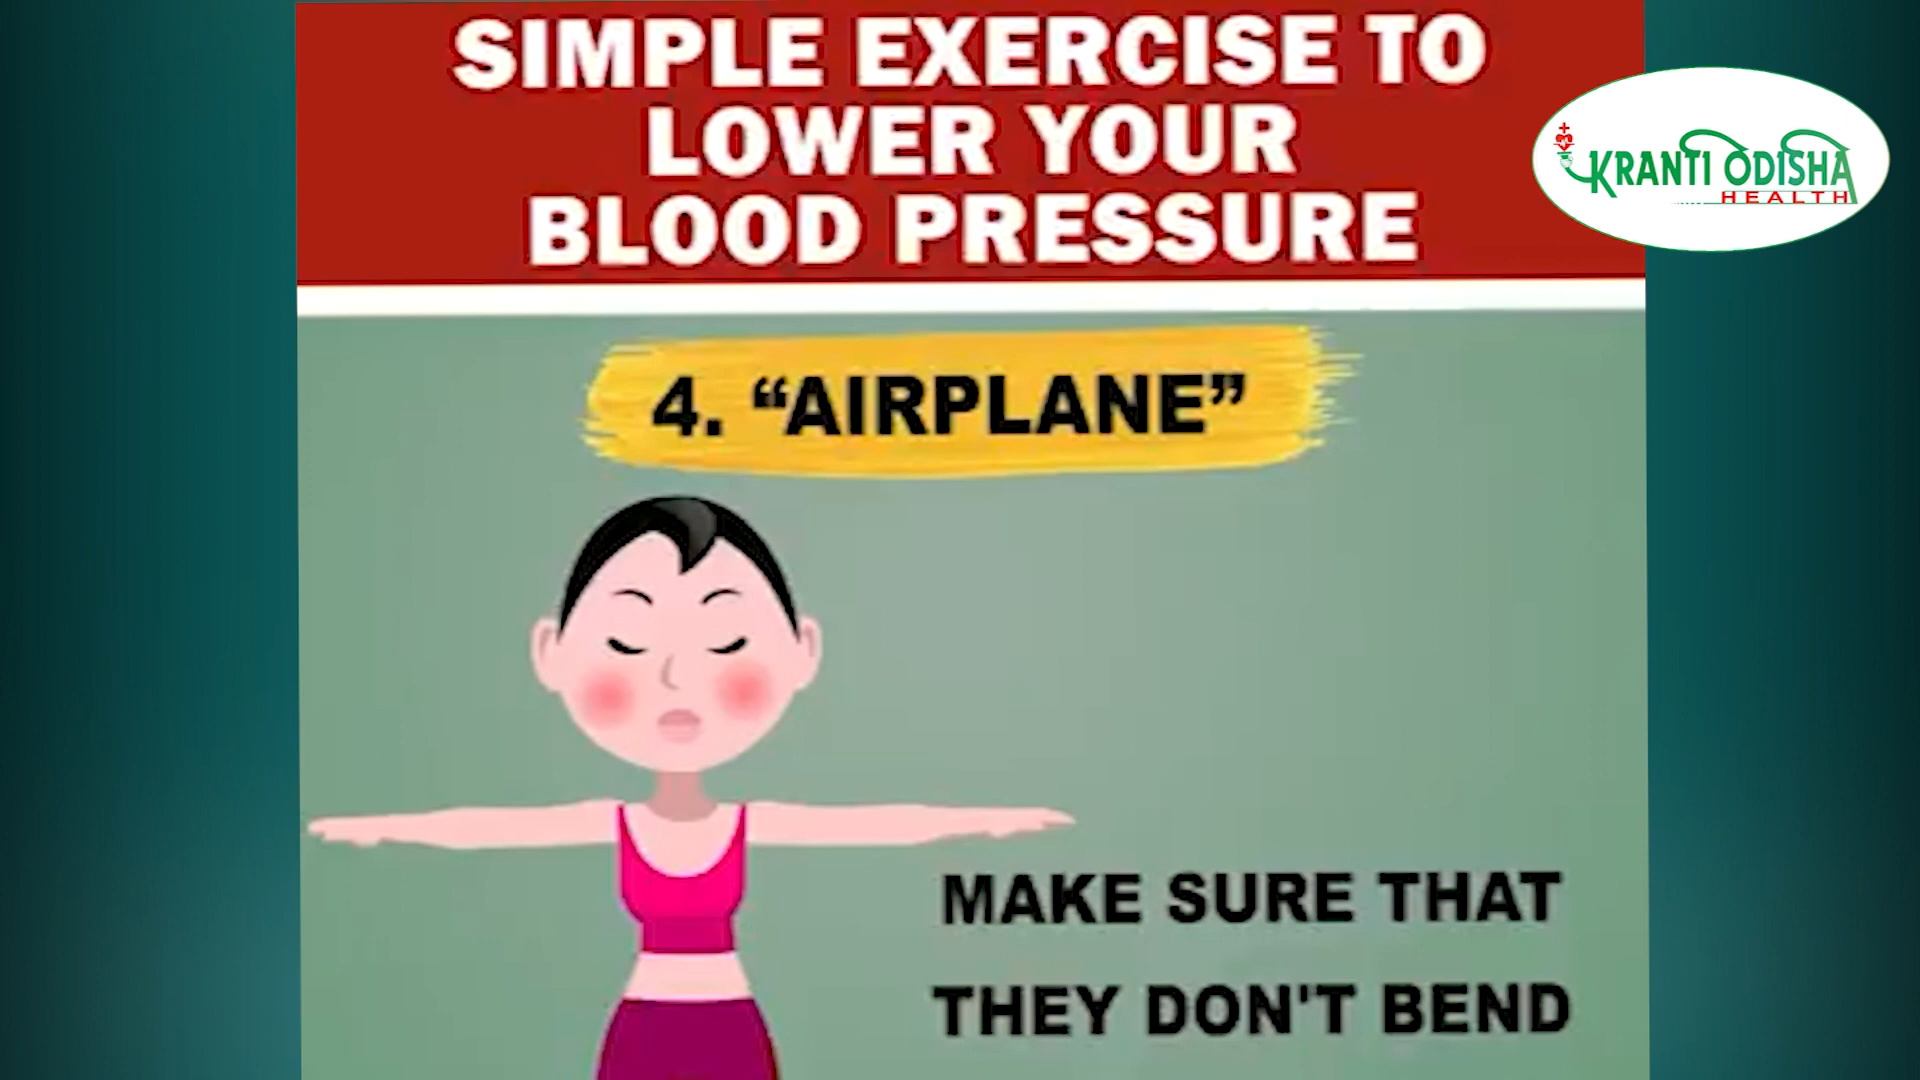 SIMPLE EXERCISE TO
LOWER YOUR
BLOOD PRESSURE
KRANTI ODISHA
HEALTH
4. “AIRPLANE”
MAKE SURE THAT
THEY DON'T BEND